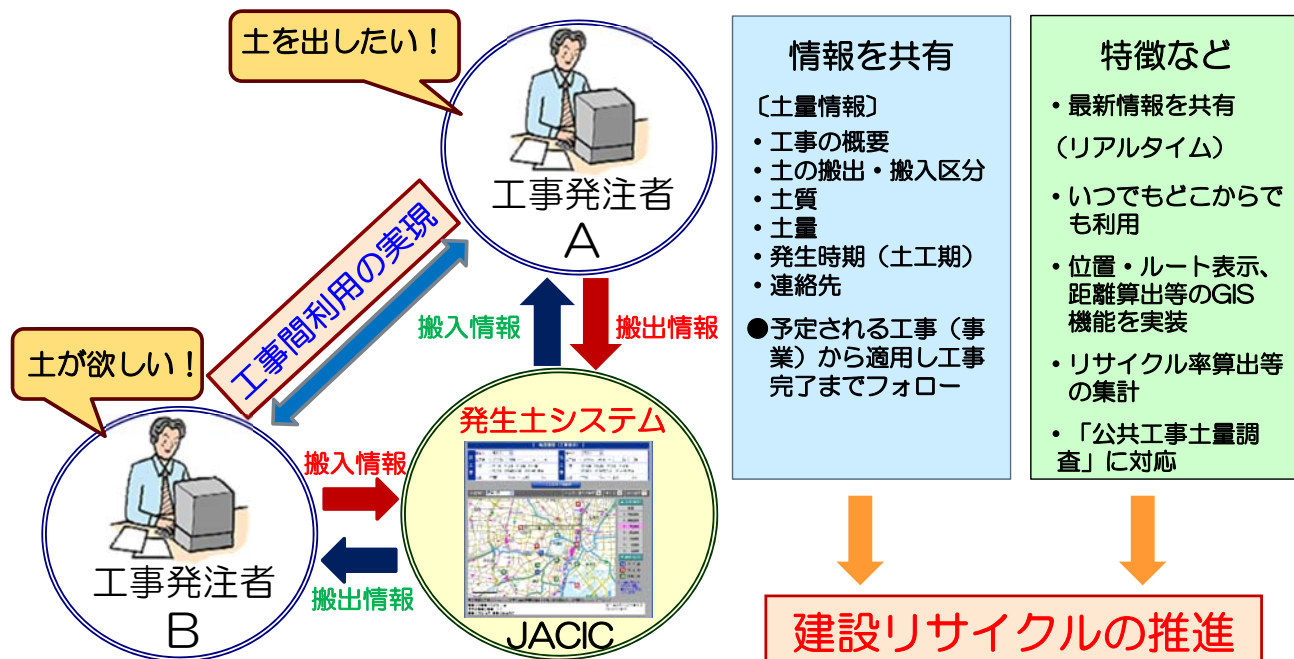 土を出したい！
工事発注者
A
工事間利用の実現
土が欲しい！
工事発注者
B
搬入情報
搬出情報
搬入情報
搬出情報
発生土システム
JACIC
情報を共有
〔土量情報〕
・工事の概要
・土の搬出・搬入区分
・土質
・土量
・発生時期（土工期）
・連絡先
●予定される工事（事
業）から適用し工事
完了までフォロー
特徴など
・最新情報を共有
（リアルタイム）
・いつでもどこからで
も利用
・位置・ルート表示、
距離算出等のGIS
機能を実装
・リサイクル率算出等
の集計
・「公共工事土量調
査」に対応
建設リサイクルの推進